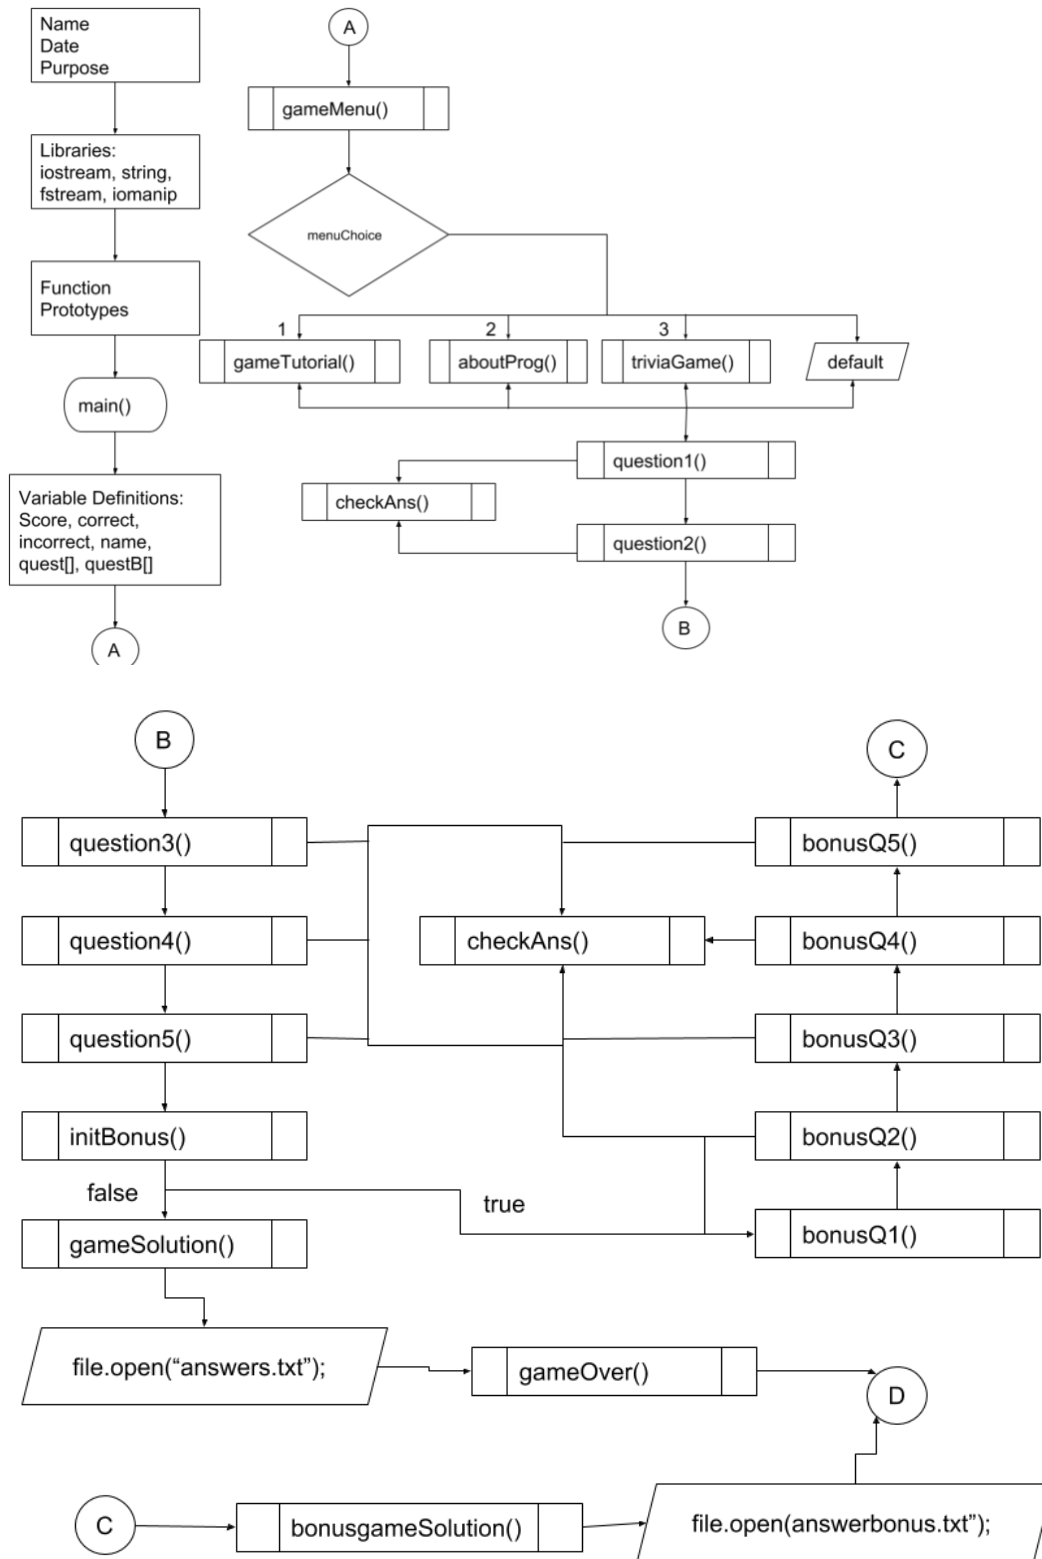 Name
Date
Purpose
Libraries:
iostream, string,
fstream, iomanip
Function
Prototypes
main()
Variable Definitions:
Score, correct,
incorrect, name,
quest[], questB[]
A
A
gameMenu()
menuChoice
1
2
3
gameTutorial()
aboutProg()
triviaGame()
default
question1()
checkAns()
question2()
B
B
question3()
question4()
question5()
initBonus()
false
true
gameSolution()
file.open(“answers.txt”);
gameOver()
checkAns()
C
bonusQ5()
bonusQ4()
bonusQ3()
bonusQ2()
bonusQ1()
D
C
bonusgameSolution()
file.open(answerbonus.txt”);